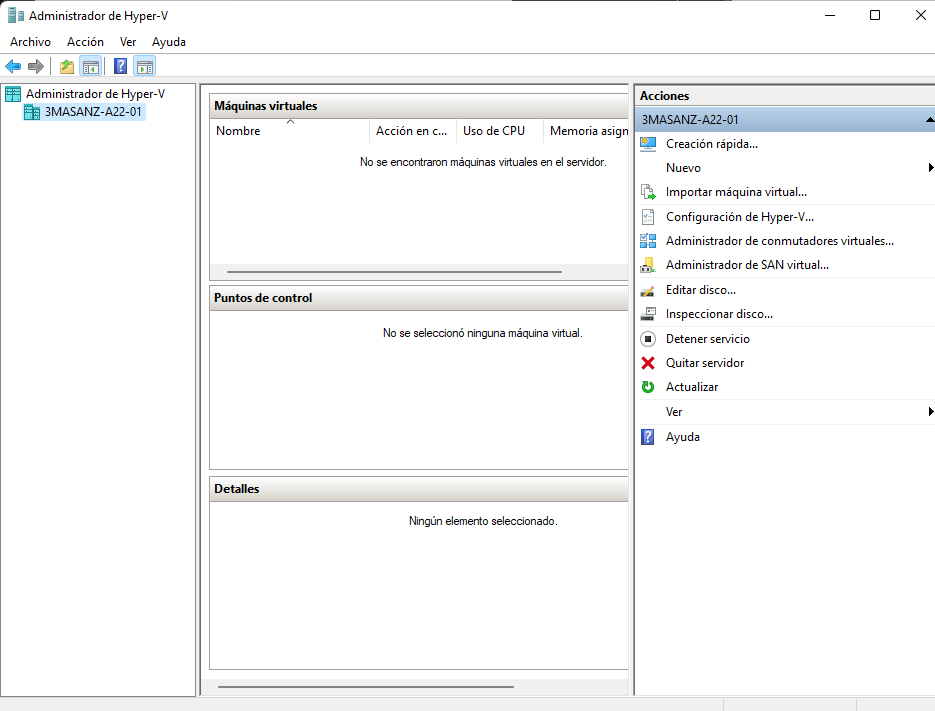 Administrador de Hyper-V
Archivo Acción Ver Ayuda
Administrador de Hyper-V
3MASANZ-A22-01
Máquinas virtuales
Nombre Acción en c... Uso de CPU Memoria asign
No se encontraron máquinas virtuales en el servidor.
Puntos de control
No se seleccionó ninguna máquina virtual.
Detalles
Ningún elemento seleccionado.
Acciones
3MASANZ-A22-01
Creación rápida...
Nuevo
Importar máquina virtual...
Configuración de Hyper-V...
Administrador de conmutadores virtuales...
Administrador de SAN virtual...
Editar disco...
Inspeccionar disco...
Detener servicio
Quitar servidor
Actualizar
Ver
Ayuda